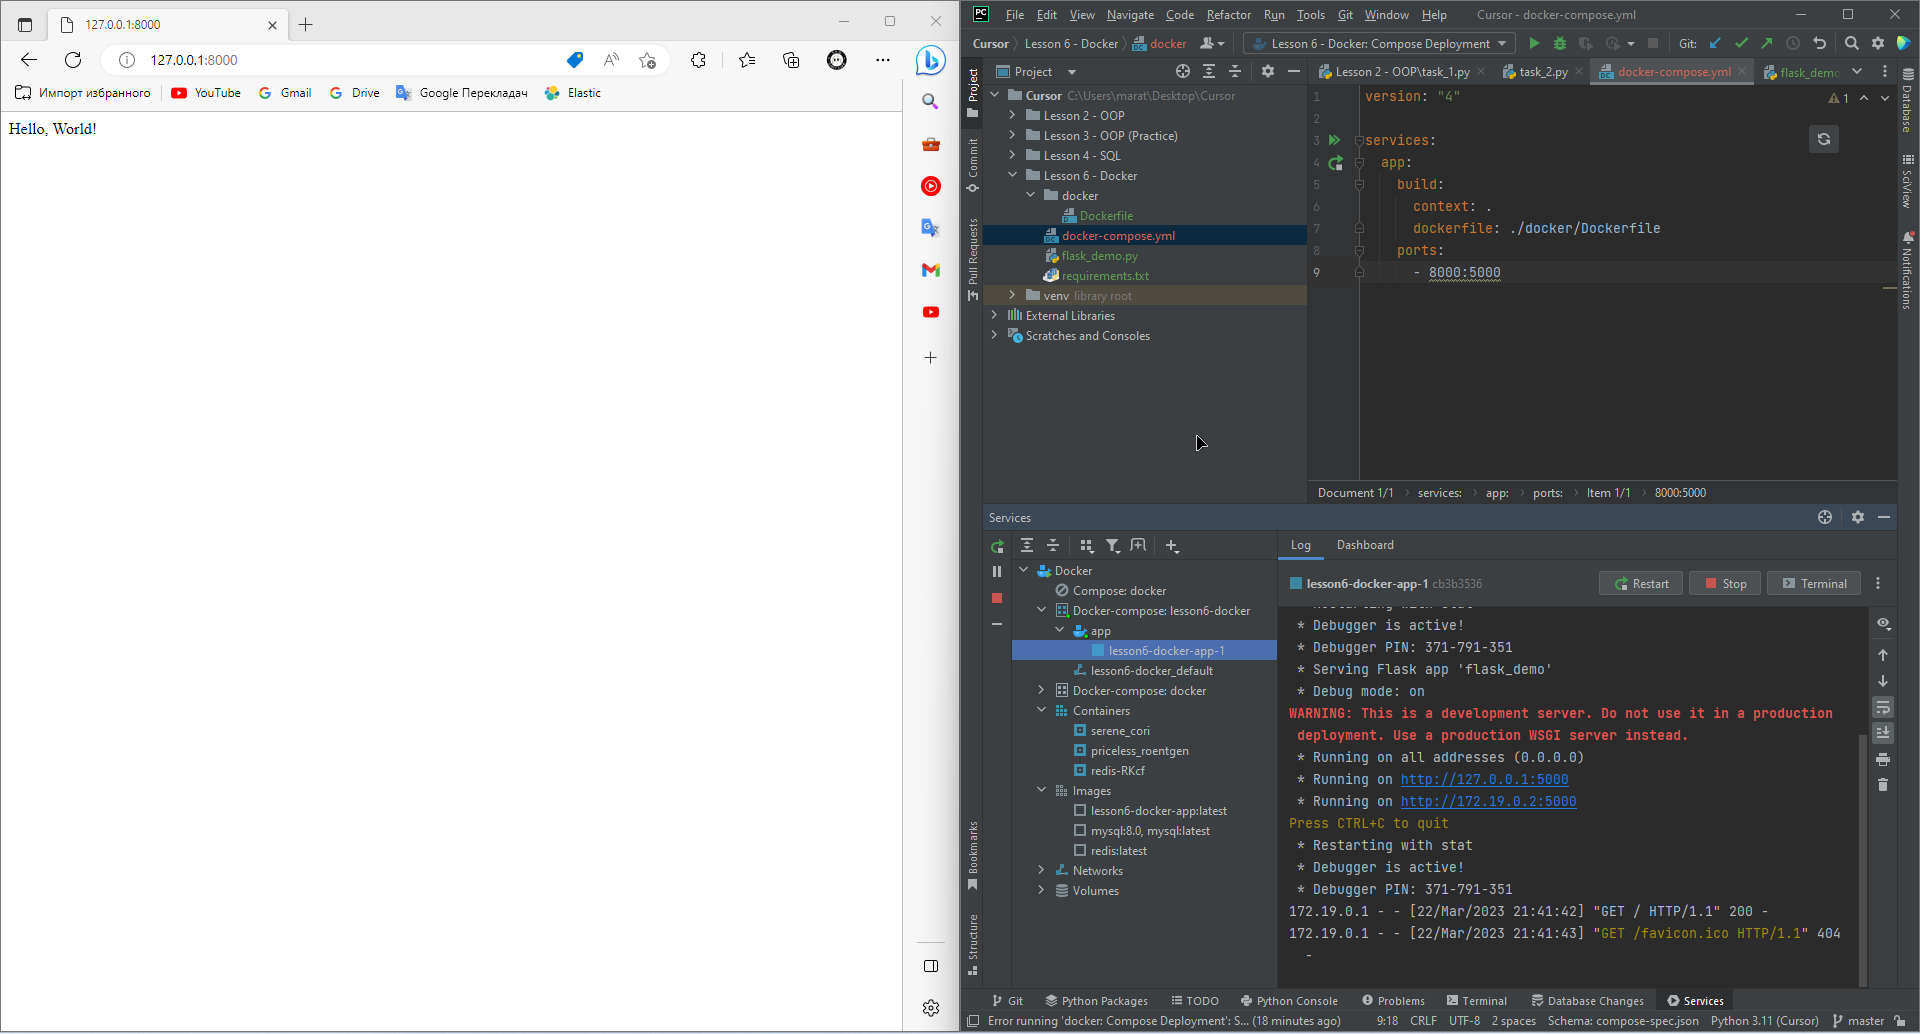 127.0.0.1:8000
127.0.0.1:8000
Импорт избранного YouTube Gmail Drive Google Перекладач Elastic
Hello, World!
PC File Edit View Navigate Code Refactor Run Tools Git Window Help Cursor - docker-compose.yml
Cursor Lesson 6 - Docker docker Lesson 6 - Docker: Compose Deployment Git:
Project
Lesson 2 - OOP\task_1.py task_2.py docker-compose.yml flask_demo
Project
Commit
Pull Requests
Bookmarks
Structure
Cursor C:\Users\marat\Desktop\Cursor
Lesson 2 - OOP
Lesson 3 - OOP (Practice)
Lesson 4 - SQL
Lesson 6 - Docker
docker
Dockerfile
docker-compose.yml
flask_demo.py
requirements.txt
venv library root
External Libraries
Scratches and Consoles
1 version: "4"
2
3 services:
4 app:
5 build:
6 context: .
7 dockerfile: ./docker/Dockerfile
8 ports:
9 - 8000:5000
1
Database
SciView
Notifications
Document 1/1 services: app: ports: Item 1/1 8000:5000
Services
Docker
Compose: docker
Docker-compose: lesson6-docker
app
lesson6-docker-app-1
lesson6-docker_default
Docker-compose: docker
Containers
serene_cori
priceless_roentgen
redis-RKcf
Images
lesson6-docker-app:latest
mysql:8.0, mysql:latest
redis:latest
Networks
Volumes
Log Dashboard
lesson6-docker-app-1 cb3b3536 Restart Stop Terminal
* Restarting with stat
* Debugger is active!
* Debugger PIN: 371-791-351
* Serving Flask app 'flask_demo'
* Debug mode: on
WARNING: This is a development server. Do not use it in a production
deployment. Use a production WSGI server instead.
* Running on all addresses (0.0.0.0)
* Running on http://127.0.0.1:5000
* Running on http://172.19.0.2:5000
Press CTRL+C to quit
* Restarting with stat
* Debugger is active!
* Debugger PIN: 371-791-351
172.19.0.1 - - [22/Mar/2023 21:41:42] "GET / HTTP/1.1" 200 -
172.19.0.1 - - [22/Mar/2023 21:41:43] "GET /favicon.ico HTTP/1.1" 404
-
Git Python Packages TODO Python Console Problems Terminal Database Changes Services
Error running 'docker: Compose Deployment': S... (18 minutes ago) 9:18 CRLF UTF-8 2 spaces Schema: compose-spec.json Python 3.11 (Cursor) master